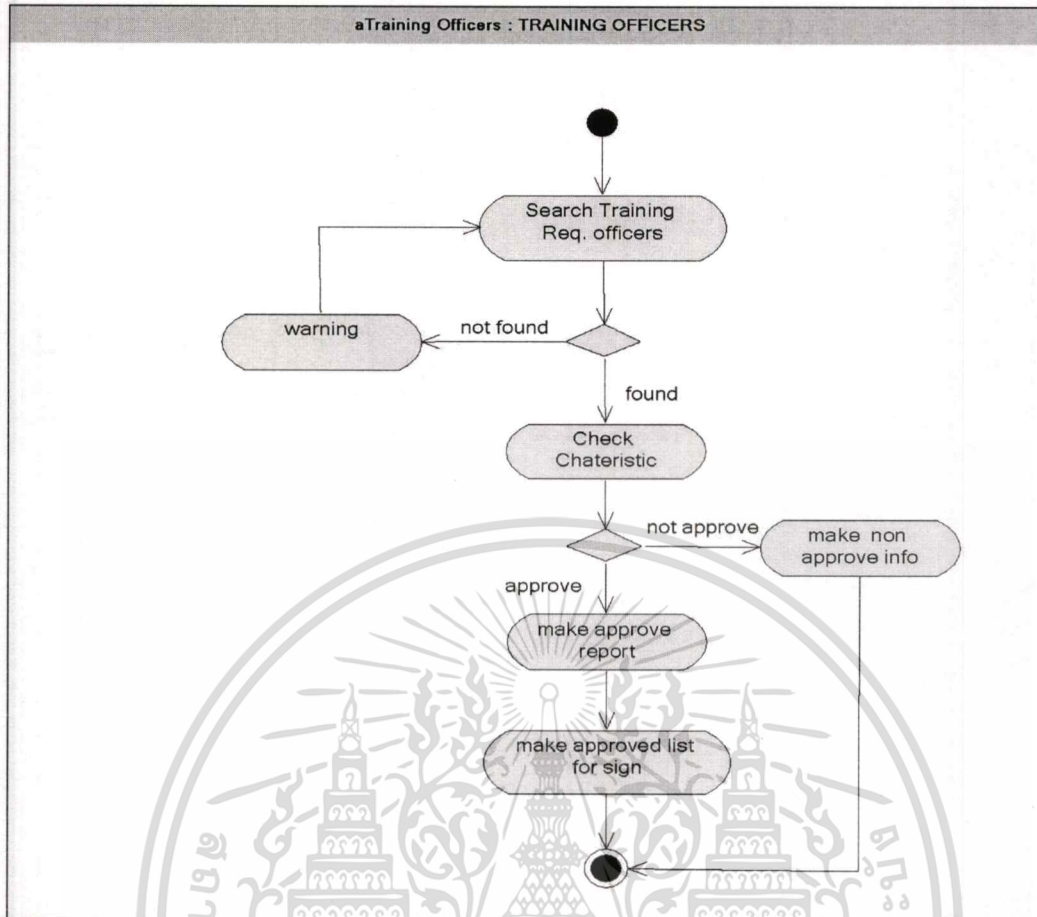 aTraining Officers : TRAINING OFFICERS
Search Training
Req. officers
warning
not found
found
Check
Chateristic
not approve
make non
approve info
approve
make approve
report
make approved list
for sign